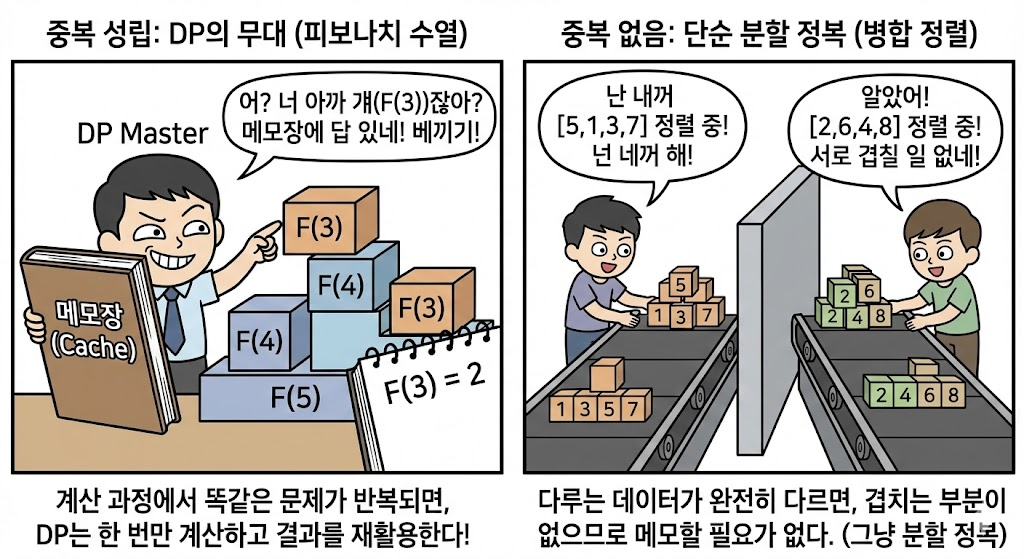 중복 성립: DP의 무대 (피보나치 수열)
어? 너 아까 걔(F(3))잖아?
메모장에 답 있네! 베끼기!
DP Master
메모장
(Cache)
F(3)
F(4)
F(3)
F(4)
F(5)
F(3) = 2
계산 과정에서 똑같은 문제가 반복되면,
DP는 한 번만 계산하고 결과를 재활용한다!
중복 없음: 단순 분할 정복 (병합 정렬)
난 내꺼
[5,1,3,7] 정렬 중!
넌 네꺼 해!
알았어!
[2,6,4,8] 정렬 중!
서로 겹칠 일 없네!
5
1 3 7
1 3 5 7
2 6
2 4 8
2 4 6 8
다루는 데이터가 완전히 다르면, 겹치는 부분이
없으므로 메모할 필요가 없다. (그냥 분할 정복)